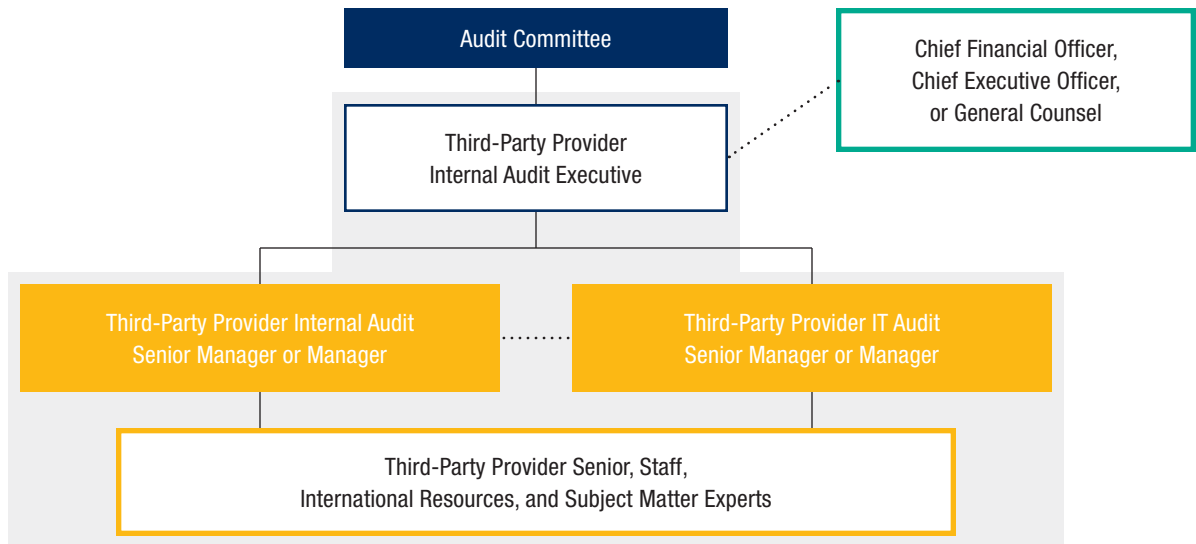 Audit Committee
Chief Financial Officer,
Chief Executive Officer,
or General Counsel
Third-Party Provider
Internal Audit Executive
Third-Party Provider Internal Audit
Senior Manager or Manager
Third-Party Provider IT Audit
Senior Manager or Manager
Third-Party Provider Senior, Staff,
International Resources, and Subject Matter Experts